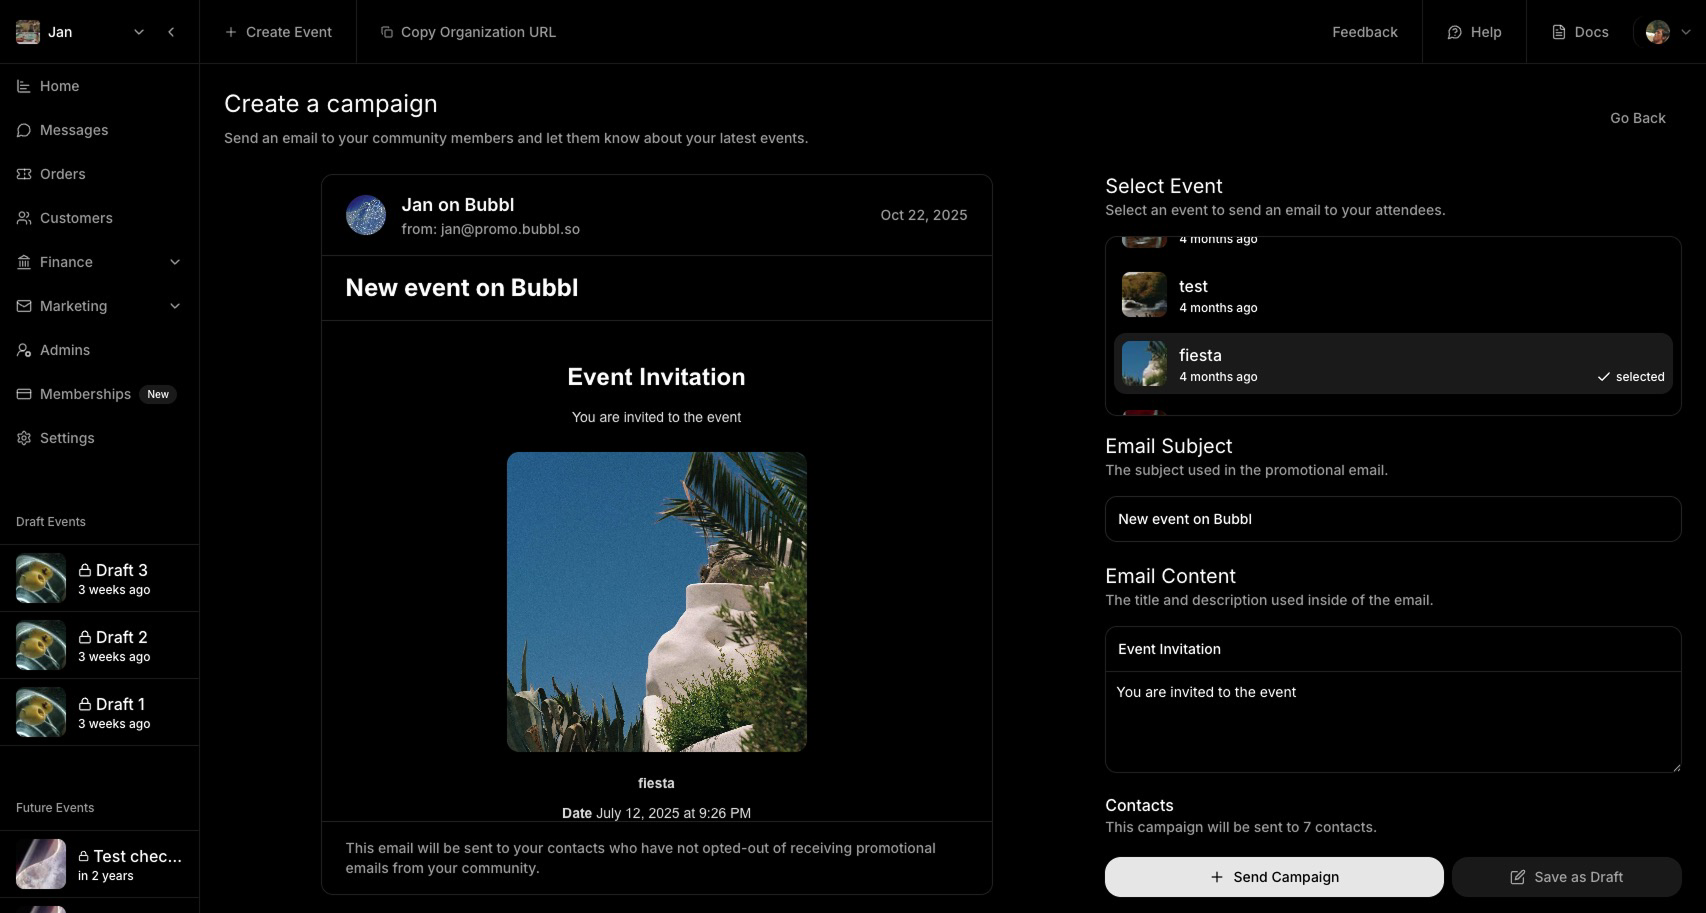 Jan
Create Event
Copy Organization URL
Feedback
Help
Docs
Home
Messages
Orders
Customers
Finance
Marketing
Admins
Memberships New
Settings
Draft Events
Draft 3
3 weeks ago
Draft 2
3 weeks ago
Draft 1
3 weeks ago
Future Events
Test chec...
in 2 years
Create a campaign
Send an email to your community members and let them know about your latest events.
Go Back
Jan on Bubbl
from: jan@promo.bubbl.so
Oct 22, 2025
New event on Bubbl
Event Invitation
You are invited to the event
fiesta
Date July 12, 2025 at 9:26 PM
This email will be sent to your contacts who have not opted-out of receiving promotional
emails from your community.
Select Event
Select an event to send an email to your attendees.
4 months ago
test
4 months ago
fiesta
4 months ago
selected
Email Subject
The subject used in the promotional email.
New event on Bubbl
Email Content
The title and description used inside of the email.
Event Invitation
You are invited to the event
Contacts
This campaign will be sent to 7 contacts.
Send Campaign
Save as Draft